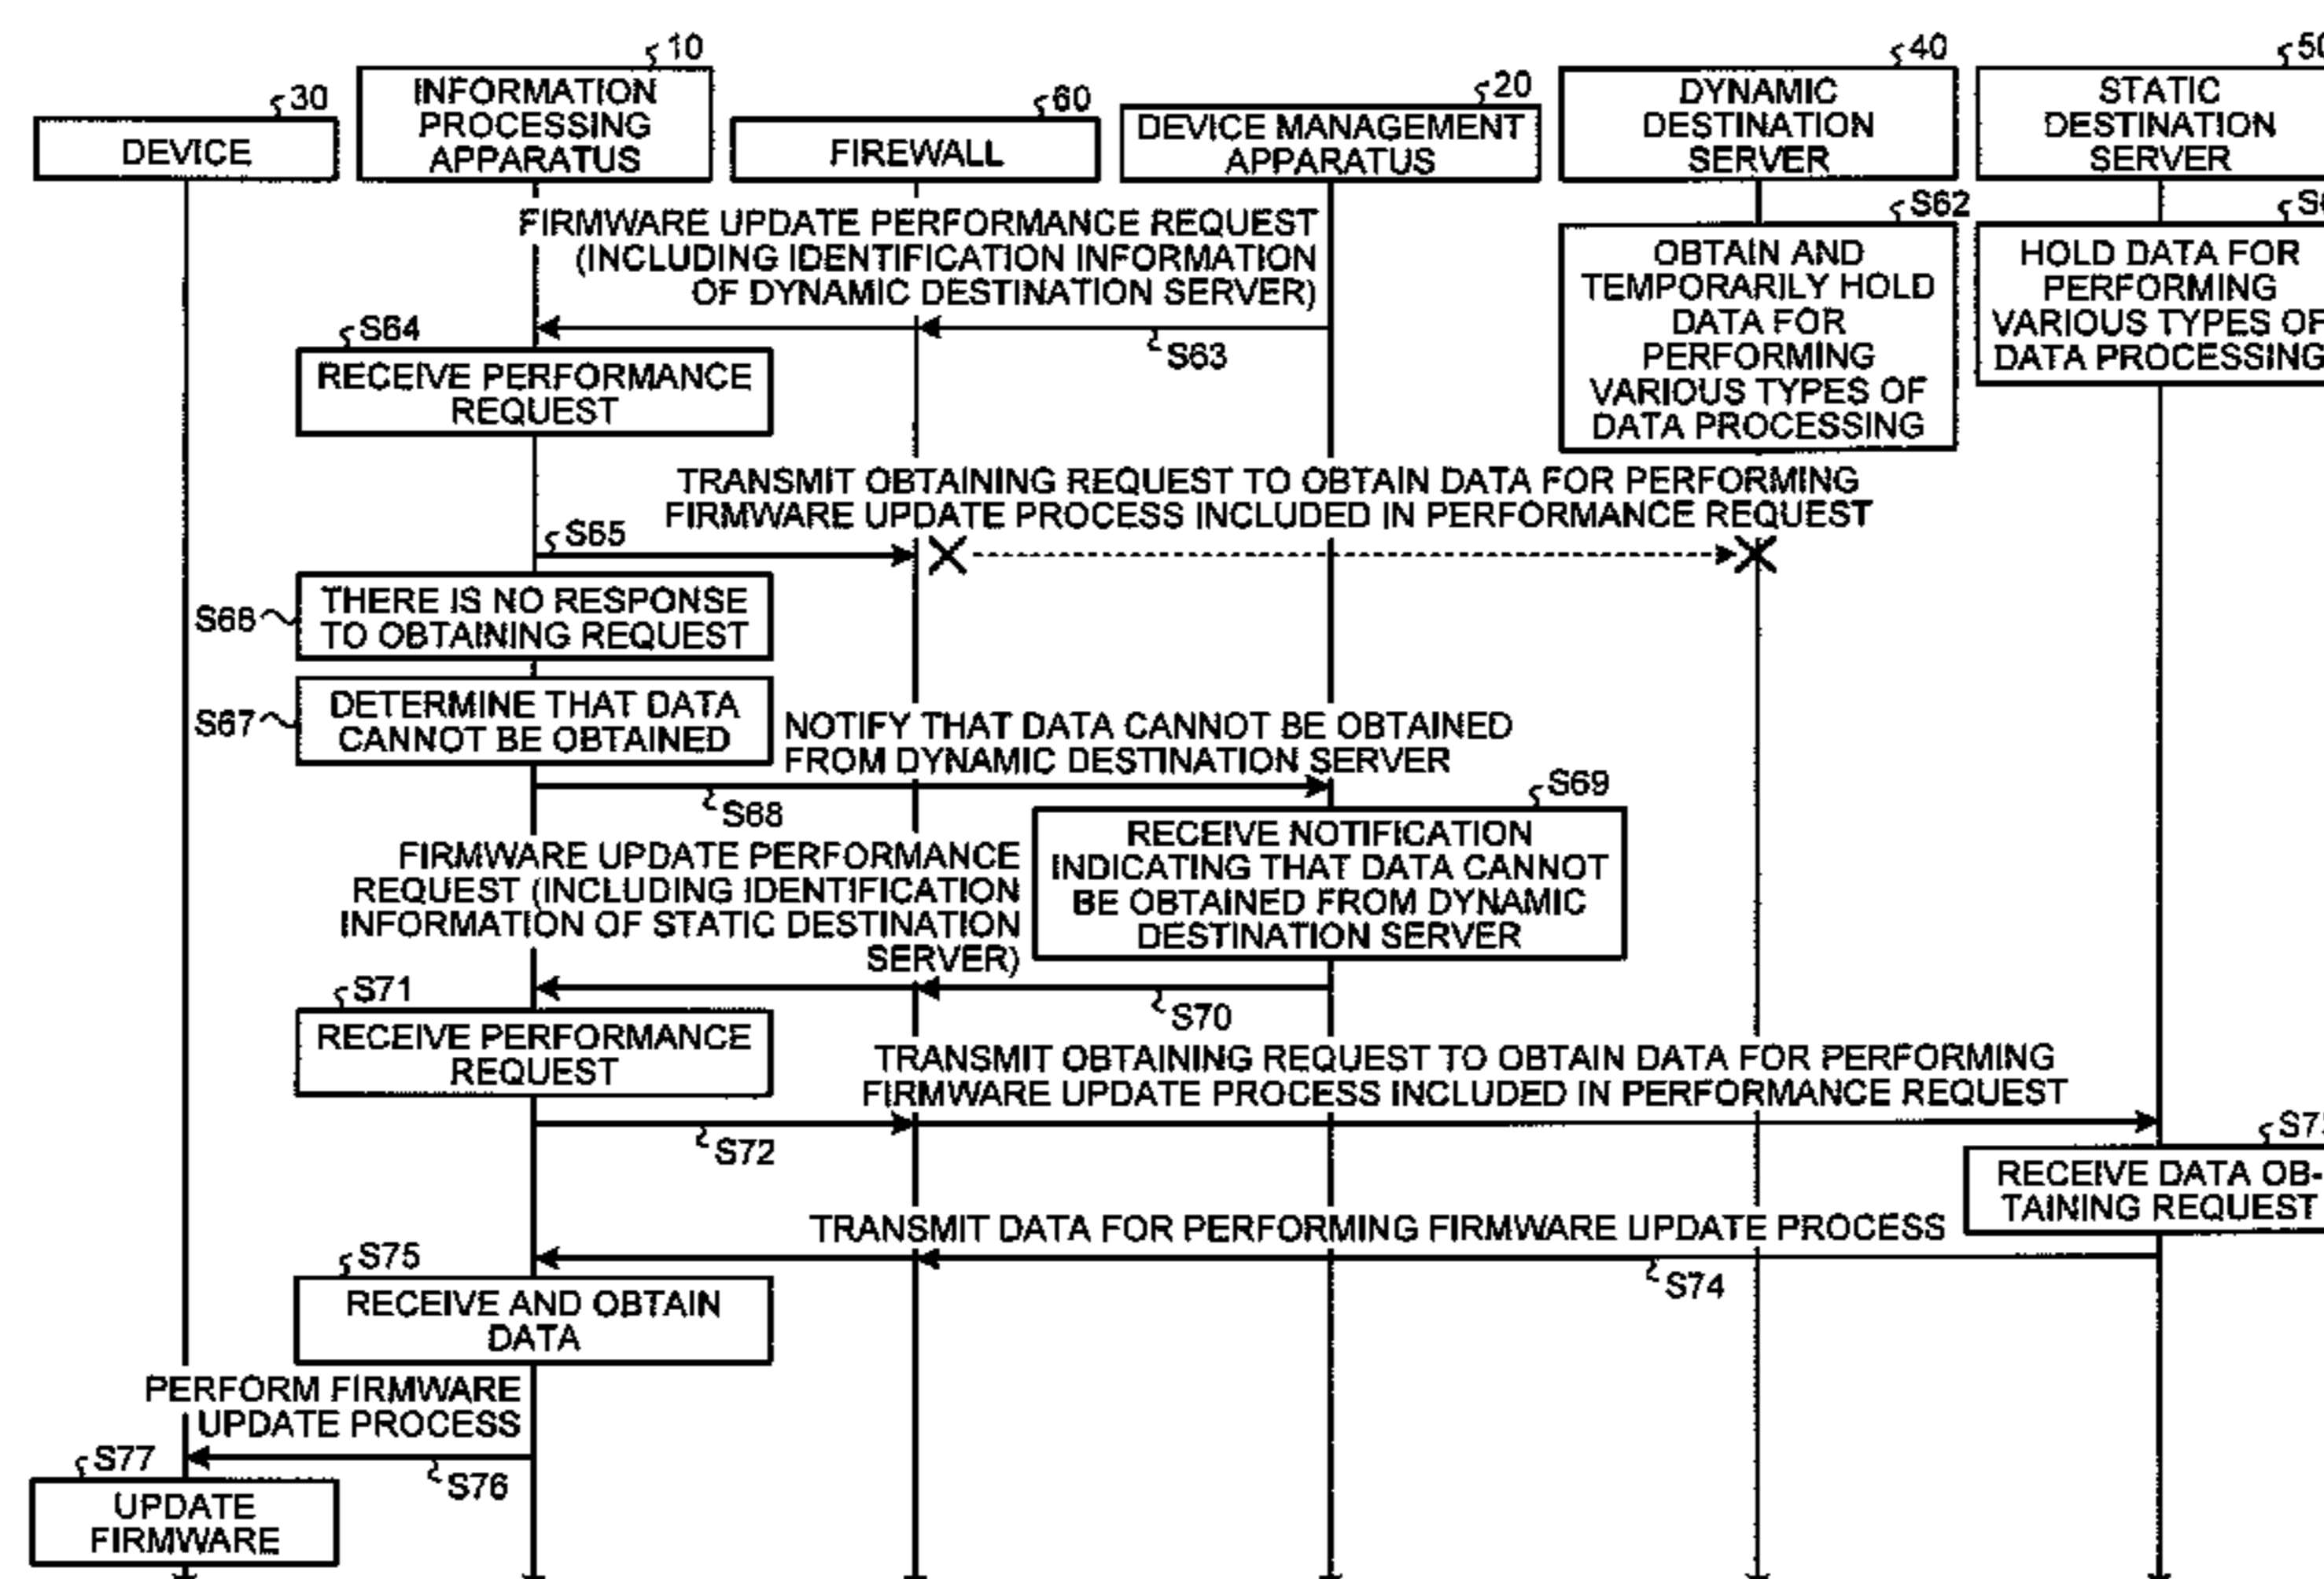 10
INFORMATION
PROCESSING
APPARATUS
30
DEVICE
60
FIREWALL
20
DEVICE MANAGEMENT
APPARATUS
40
DYNAMIC
DESTINATION
SERVER
50
STATIC
DESTINATION
SERVER
FIRMWARE UPDATE PERFORMANCE REQUEST
(INCLUDING IDENTIFICATION INFORMATION
OF DYNAMIC DESTINATION SERVER)
S63
S62
OBTAIN AND
TEMPORARILY HOLD
DATA FOR
PERFORMING
VARIOUS TYPES OF
DATA PROCESSING
HOLD DATA FOR
PERFORMING
VARIOUS TYPES OF
DATA PROCESSING
S64
RECEIVE PERFORMANCE
REQUEST
TRANSMIT OBTAINING REQUEST TO OBTAIN DATA FOR PERFORMING
FIRMWARE UPDATE PROCESS INCLUDED IN PERFORMANCE REQUEST
S65
S66
THERE IS NO RESPONSE
TO OBTAINING REQUEST
S67
DETERMINE THAT DATA
CANNOT BE OBTAINED
NOTIFY THAT DATA CANNOT BE OBTAINED
FROM DYNAMIC DESTINATION SERVER
S68
S69
RECEIVE NOTIFICATION
INDICATING THAT DATA CANNOT
BE OBTAINED FROM DYNAMIC
DESTINATION SERVER
FIRMWARE UPDATE PERFORMANCE
REQUEST (INCLUDING IDENTIFICATION
INFORMATION OF STATIC DESTINATION
SERVER)
S70
S71
RECEIVE PERFORMANCE
REQUEST
TRANSMIT OBTAINING REQUEST TO OBTAIN DATA FOR PERFORMING
FIRMWARE UPDATE PROCESS INCLUDED IN PERFORMANCE REQUEST
S72
RECEIVE DATA OB-
TAINING REQUEST
TRANSMIT DATA FOR PERFORMING FIRMWARE UPDATE PROCESS
S74
S75
RECEIVE AND OBTAIN
DATA
PERFORM FIRMWARE
UPDATE PROCESS
S76
S77
UPDATE
FIRMWARE